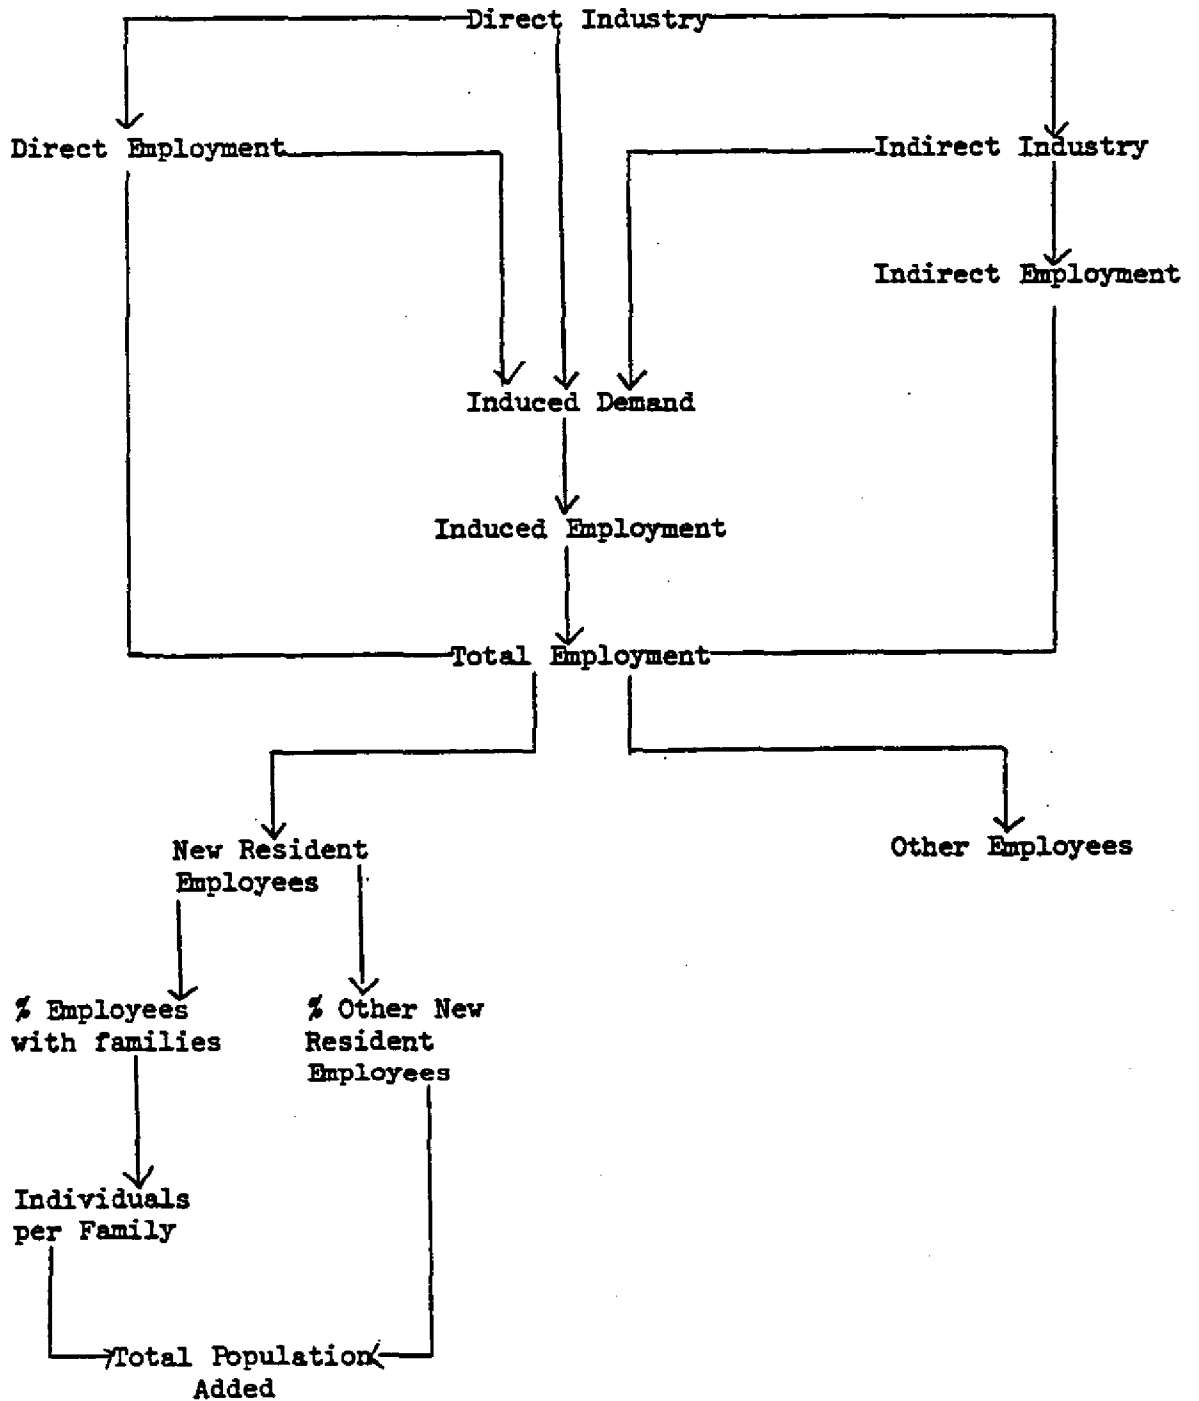 Direct Industry
Direct Employment
Indirect Industry
Indirect Employment
Induced Demand
Induced Employment
Total Employment
New Resident
Employees
Other Employees
% Employees
with families
% Other New
Resident
Employees
Individuals
per Family
Total Population
Added